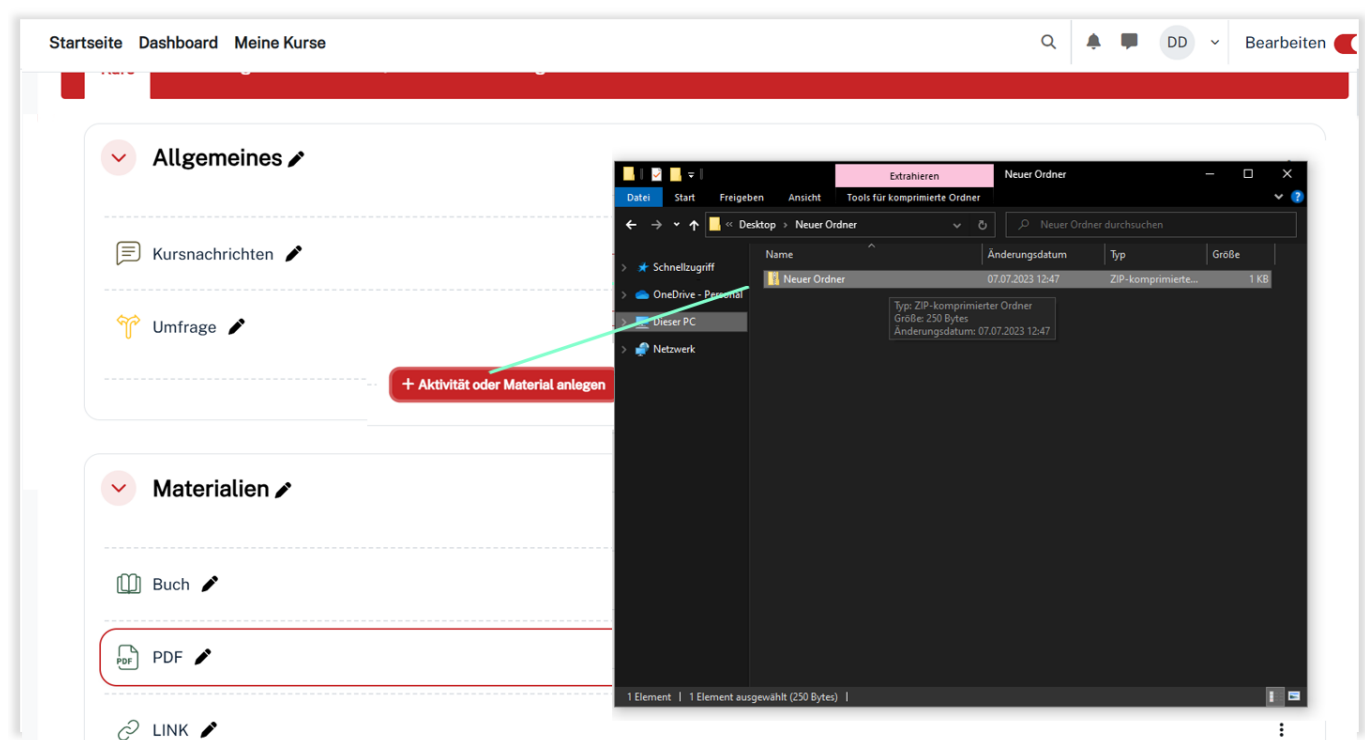 Startseite Dashboard Meine Kurse
DD
Bearbeiten
Allgemeines
Kursnachrichten
Umfrage
+ Aktivität oder Material anlegen
Materialien
Buch
PDF
PDF
LINK
Extrahieren
Neuer Ordner
Datei Start Freigeben Ansicht Tools für komprimierte Ordner
« Desktop > Neuer Ordner
Neuer Ordner durchsuchen
Name Änderungsdatum Typ Größe
Neuer Ordner 07.07.2023 12:47 ZIP-komprimierte... 1 KB
Typ: ZIP-komprimierter Ordner
Größe: 250 Bytes
Änderungsdatum: 07.07.2023 12:47
Schnellzugriff
OneDrive - Personal
Dieser PC
Netzwerk
1 Element | 1 Element ausgewählt (250 Bytes) |